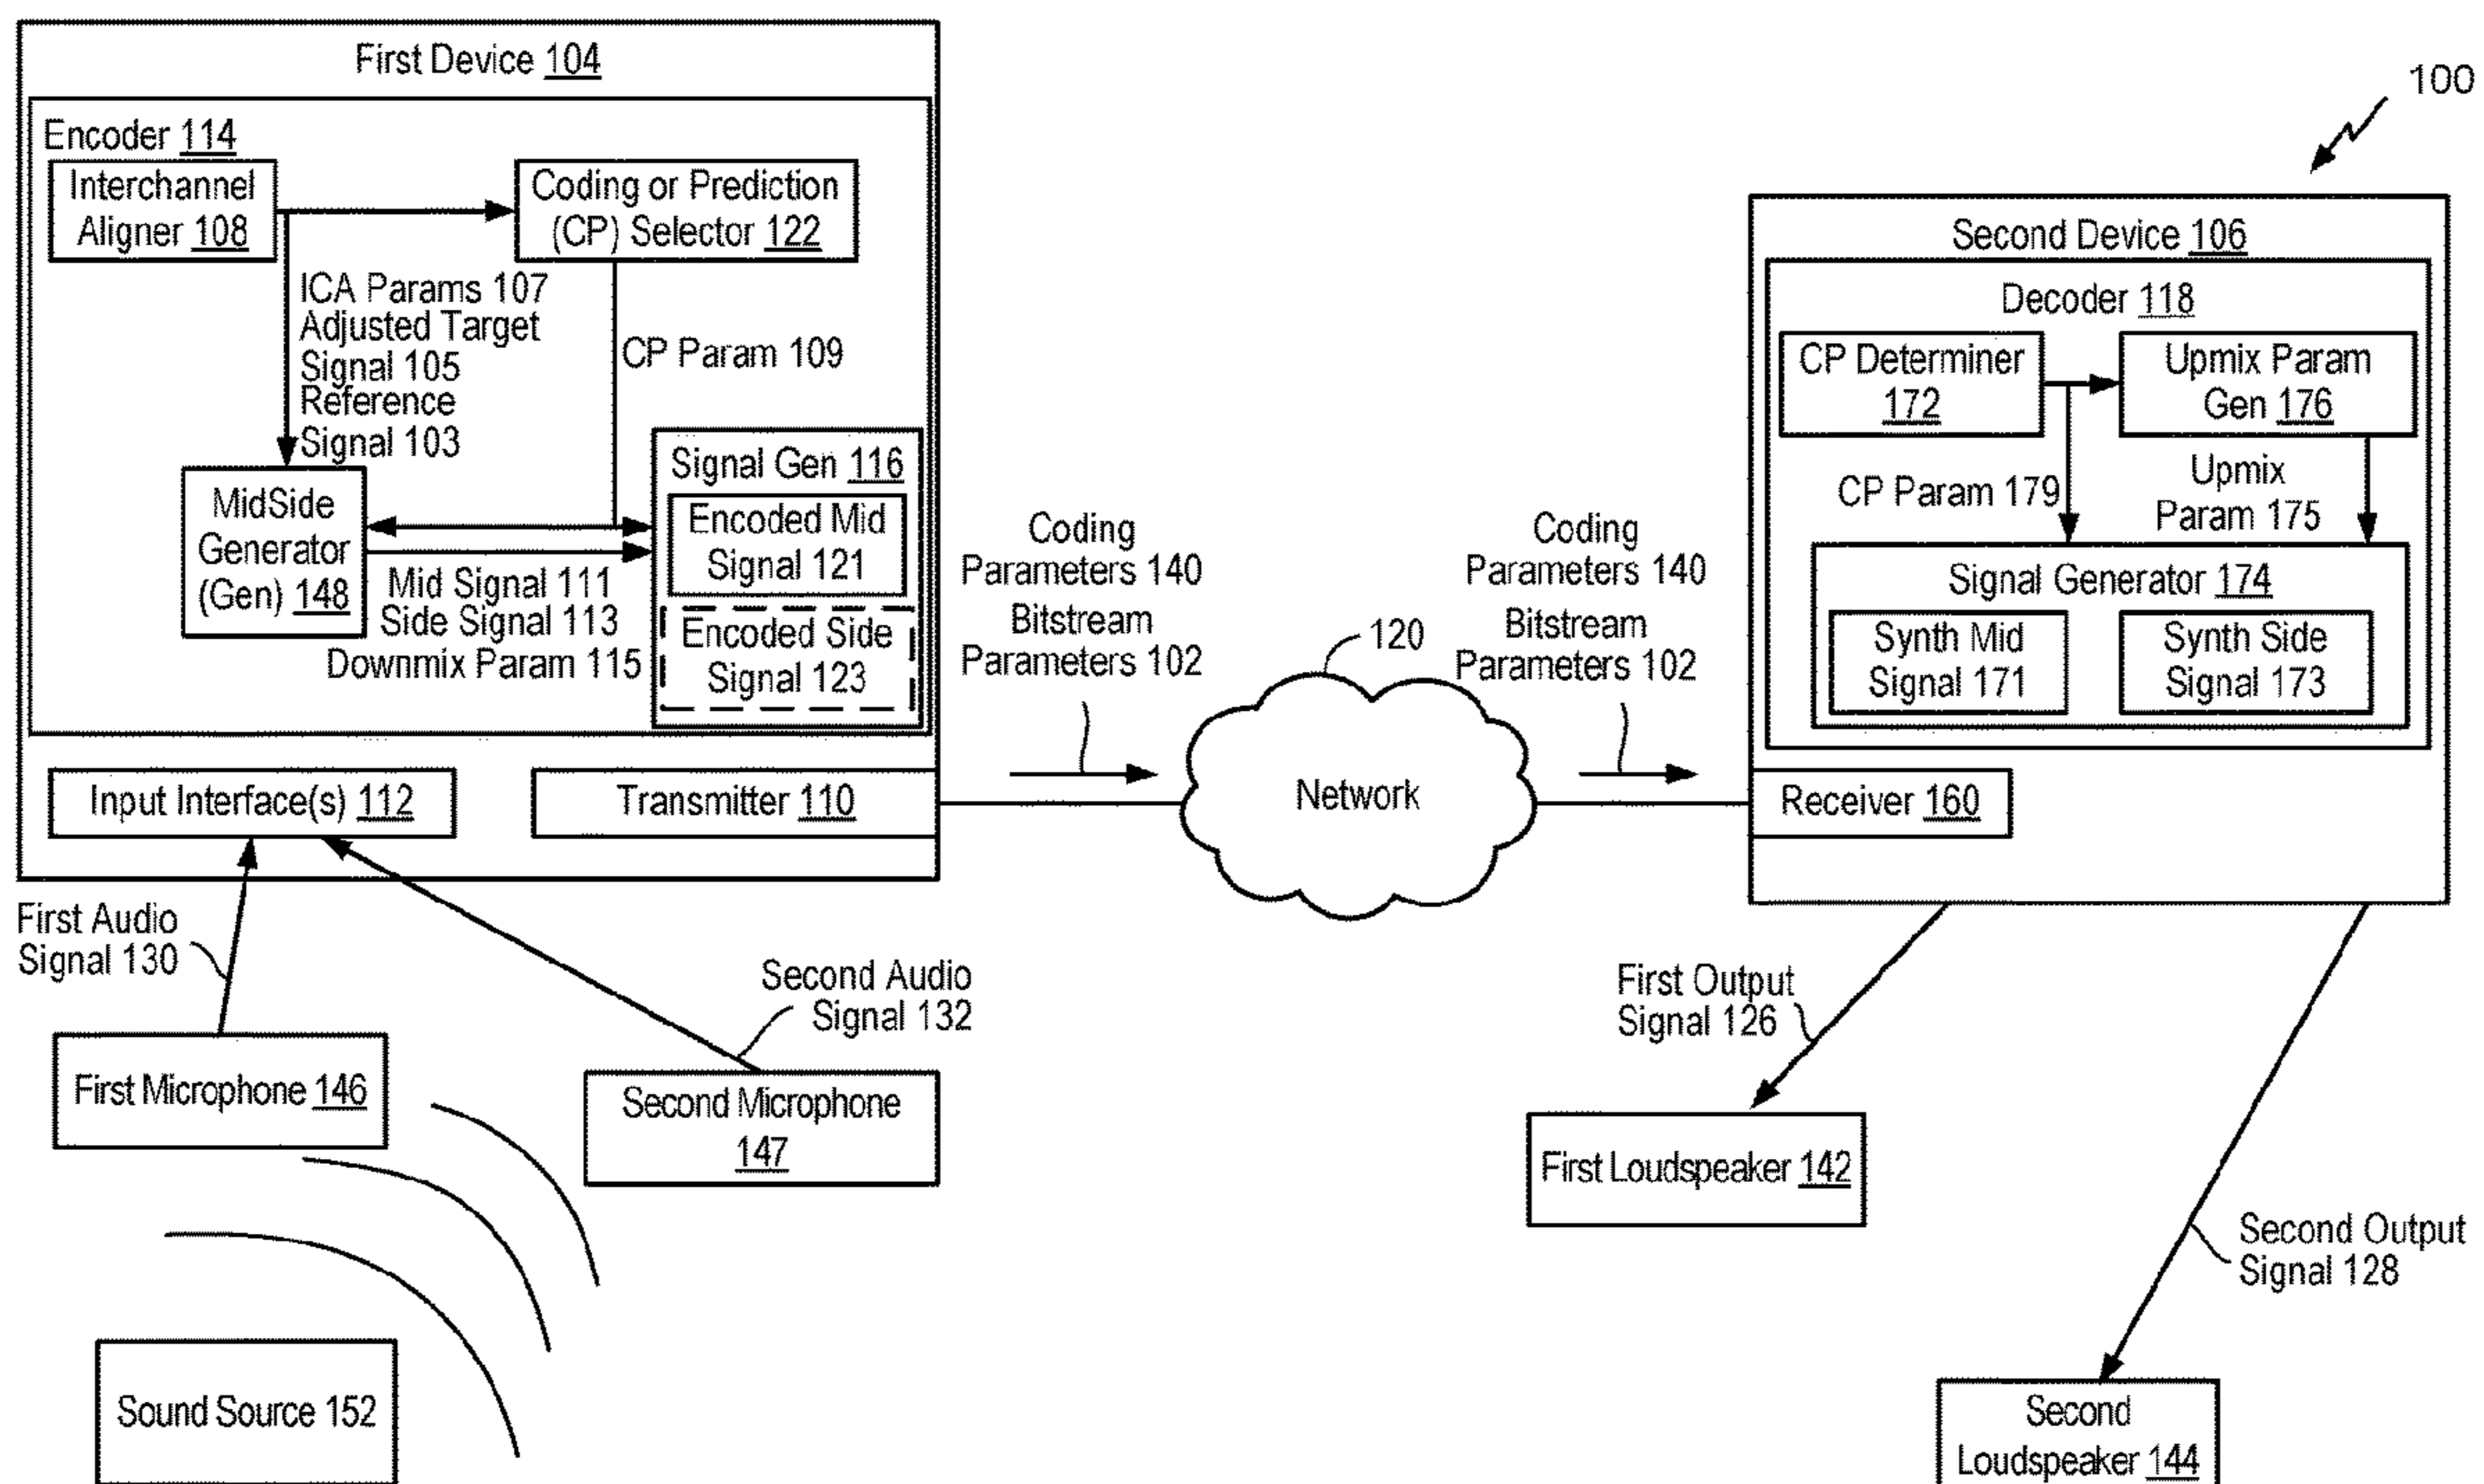 First Device 104
100
Encoder 114
Interchannel
Aligner 108
Coding or Prediction
(CP) Selector 122
ICA Params 107
Adjusted Target
Signal 105
Reference
Signal 103
CP Param 109
MidSide
Generator
(Gen) 148
Signal Gen 116
Encoded Mid
Signal 121
Encoded Side
Signal 123
Mid Signal 111
Side Signal 113
Downmix Param 115
Input Interface(s) 112
Transmitter 110
Coding
Parameters 140
Bitstream
Parameters 102
120
Network
Coding
Parameters 140
Bitstream
Parameters 102
Second Device 106
Decoder 118
CP Determiner
172
Upmix Param
Gen 176
CP Param 179
Upmix
Param 175
Signal Generator 174
Synth Mid
Signal 171
Synth Side
Signal 173
Receiver 160
First Audio
Signal 130
Second Audio
Signal 132
First Microphone 146
Second Microphone
147
Sound Source 152
First Output
Signal 126
First Loudspeaker 142
Second Output
Signal 128
Second
Loudspeaker 144